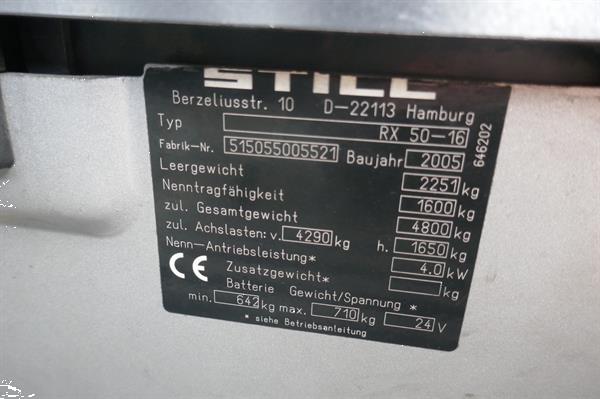 STILL
Berzeliusstr. 10 D-22113 Hamburg
Typ RX 50-16
Fabrik-Nr. 515055005521 Baujahr 2005
Leergewicht 2251 kg
Nenntragfähigkeit 1600 kg
zul. Gesamtgewicht 4800 kg
zul. Achslasten: v. 4290 kg h. 1650 kg
Nenn-Antriebsleistung* 4.0 kW
Zusatzgewicht* kg
Batterie Gewicht/Spannung *
min. 642 kg max. 710 kg 24 V
* siehe Betriebsanleitung
CE
646202